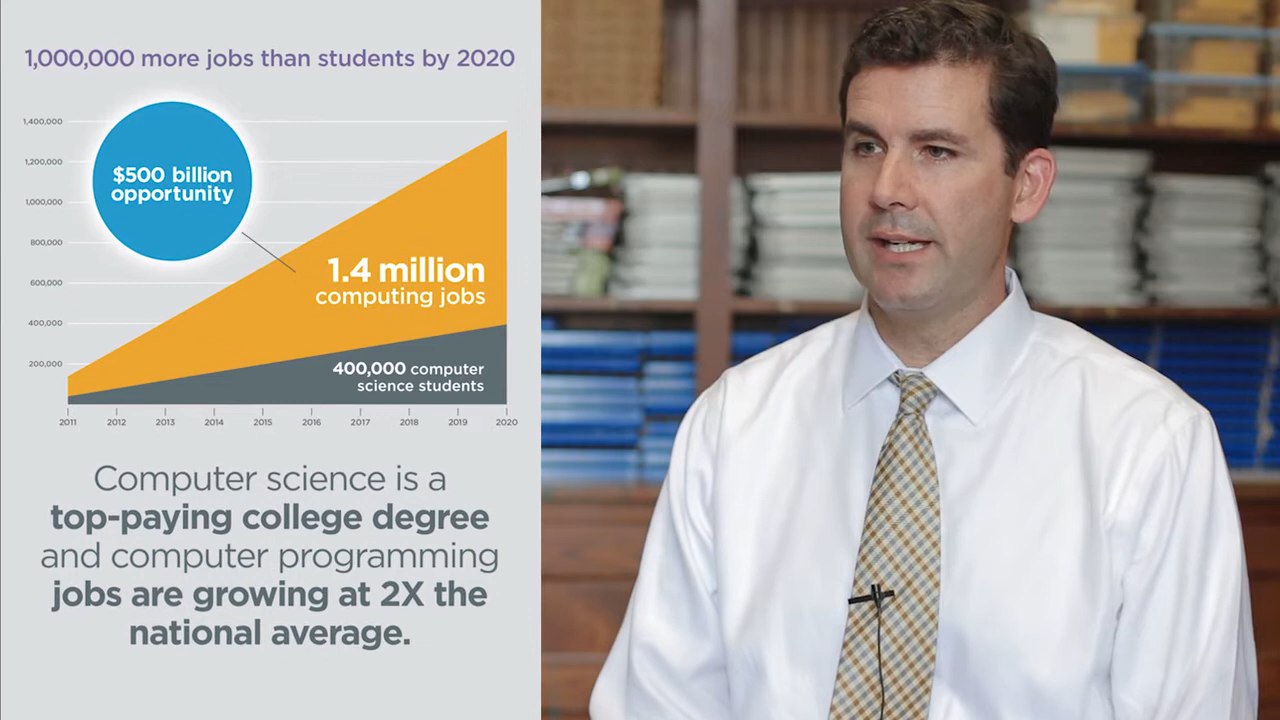 1,000,000 more jobs than students by 2020
1,400,000
$500 billion
opportunity
1,200,000
1,000,000
800,000
600,000
1.4 million
computing jobs
400,000
200,000
400,000 computer
science students
2011 2012 2013 2014 2015 2016 2017 2018 2019 2020
Computer science is a
top-paying college degree
and computer programming
jobs are growing at 2X the
national average.